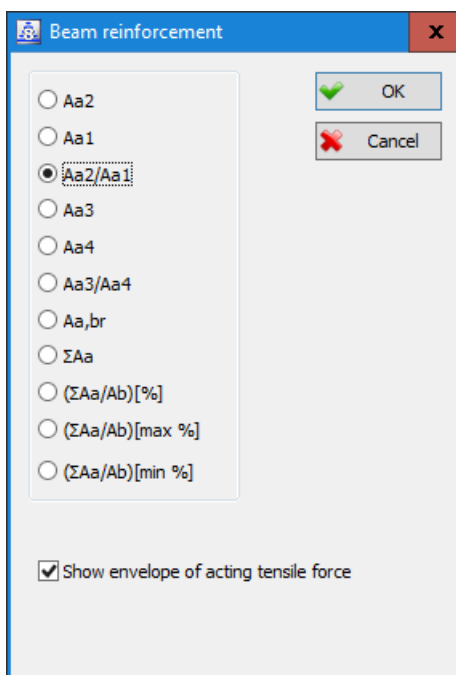 Beam reinforcement
x
Aa2
Aa1
Aa2/Aa1
Aa3
Aa4
Aa3/Aa4
Aa,br
ΣAa
(ΣAa/Ab)[%]
(ΣAa/Ab)[max %]
(ΣAa/Ab)[min %]
OK
Cancel
Show envelope of acting tensile force